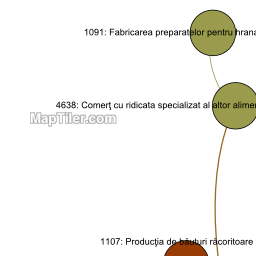 1091: Fabricarea preparatelor pentru hrana
4638: Comerţ cu ridicata specializat al altor
MapTiler.com
1107: Producţia de băuturi răcoritoare